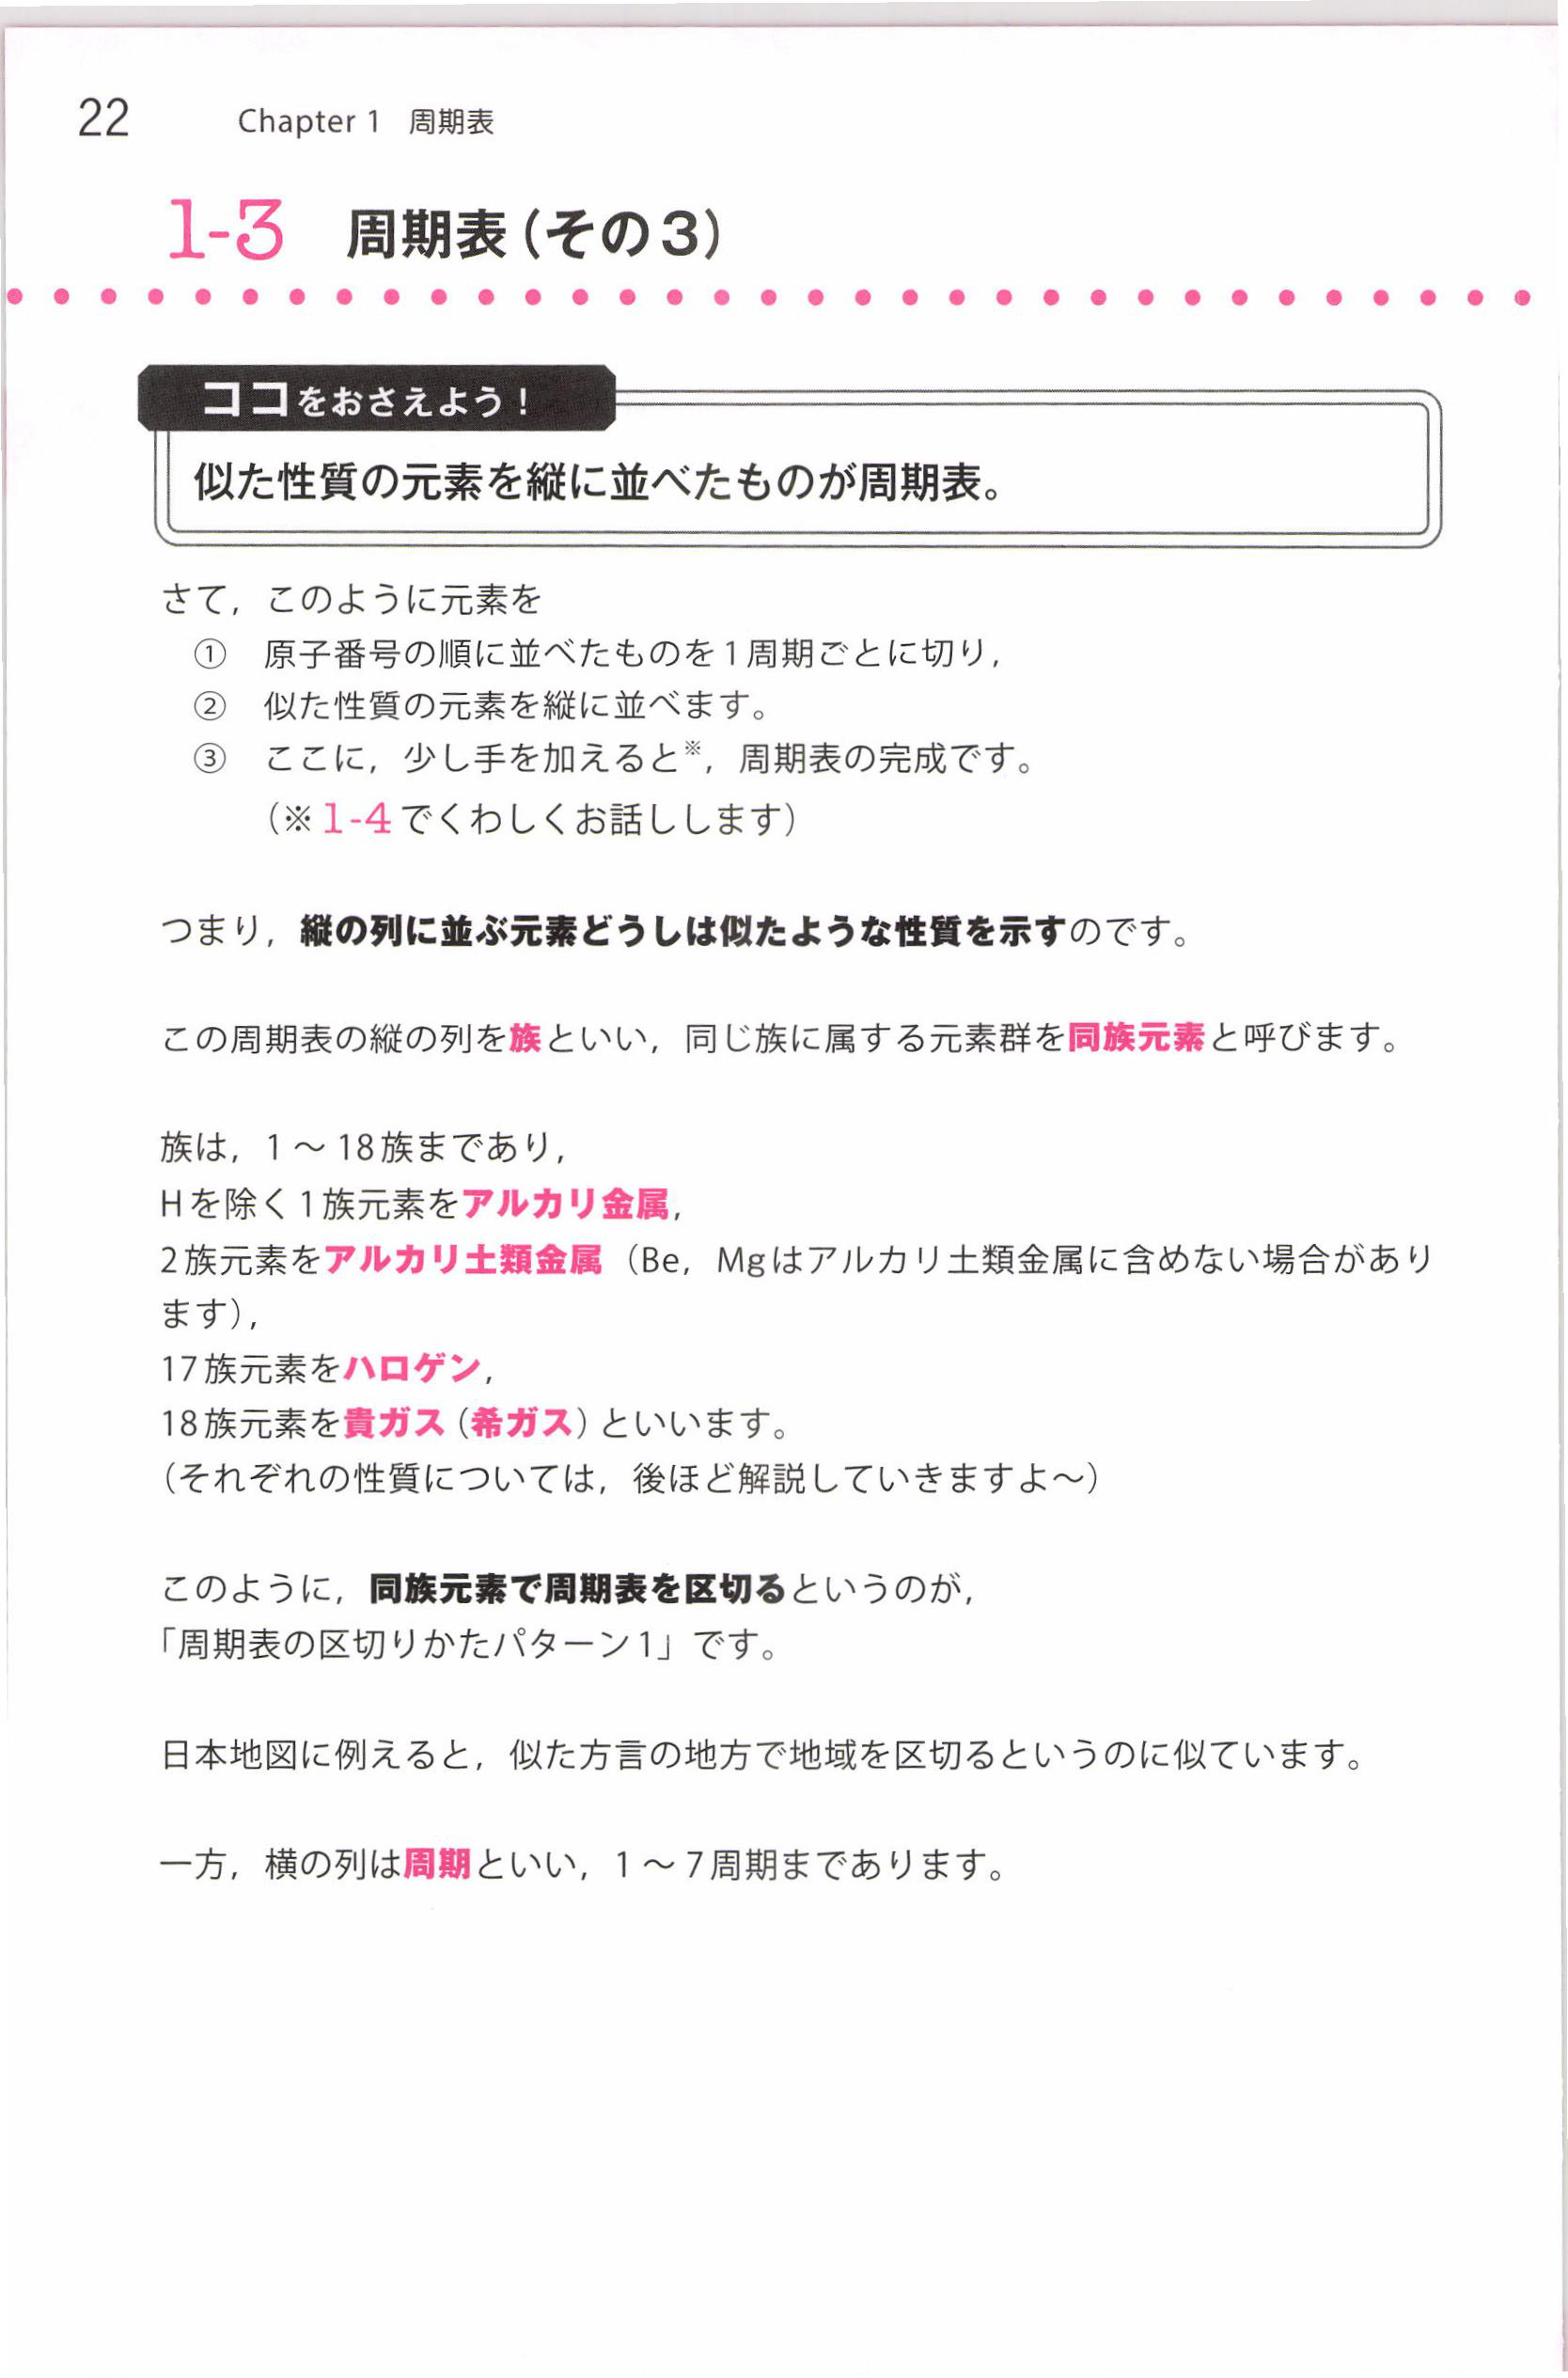 22 Chapter 1 周期表
1-3 周期表(その3)
ココをおさえよう!
似た性質の元素を縦に並べたものが周期表。
さて,このように元素を
① 原子番号の順に並べたものを1周期ごとに切り,
② 似た性質の元素を縦に並べます。
③ ここに,少し手を加えると※,周期表の完成です。
(※1-4でくわしくお話しします)
つまり,縦の列に並ぶ元素どうしは似たような性質を示すのです。
この周期表の縦の列を族といい,同じ族に属する元素群を同族元素と呼びます。
族は,1〜18族まであり,
Hを除く1族元素をアルカリ金属,
2族元素をアルカリ土類金属(Be,Mgはアルカリ土類金属に含めない場合があり
ます),
17族元素をハロゲン,
18族元素を貴ガス(希ガス)といいます。
(それぞれの性質については,後ほど解説していきますよ〜)
このように,同族元素で周期表を区切るというのが,
「周期表の区切りかたパターン1」です。
日本地図に例えると,似た方言の地方で地域を区切るというのに似ています。
一方,横の列は周期といい,1〜7周期まであります。